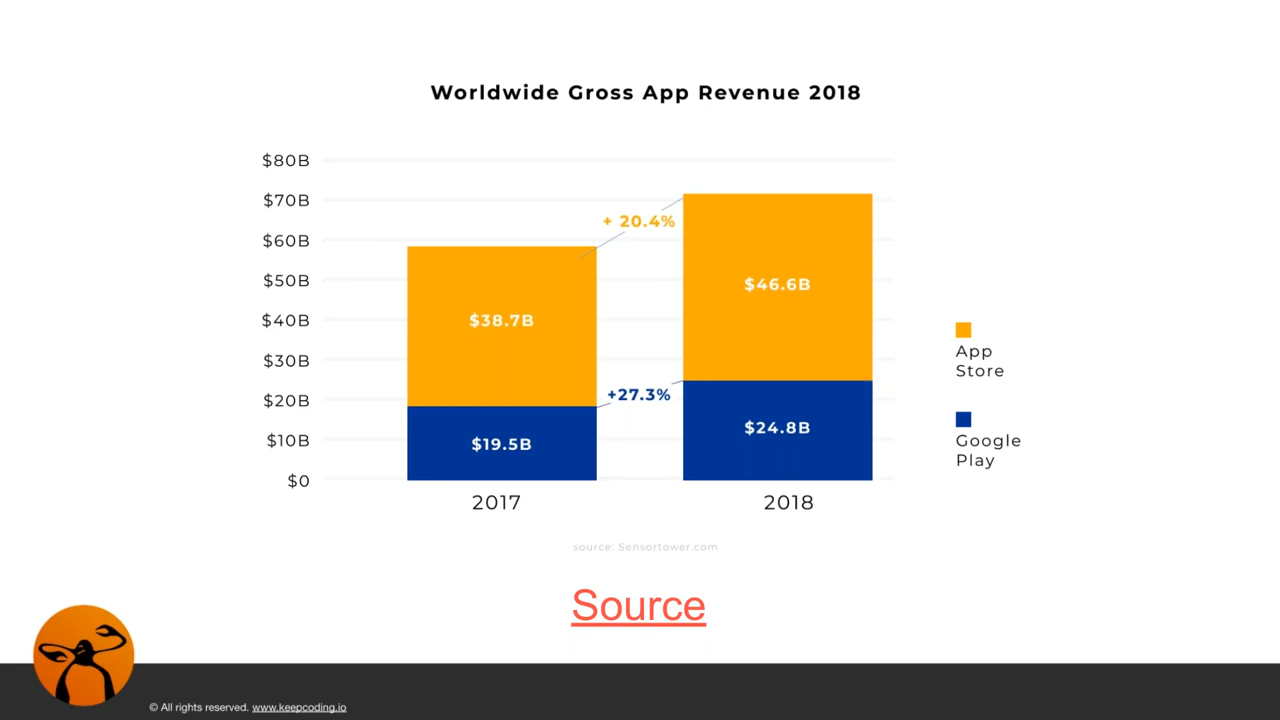 Worldwide Gross App Revenue 2018
$80B
$70B
$60B
$50B
$40B
$30B
$20B
$10B
$0
+ 20.4%
+27.3%
$38.7B
$19.5B
$46.6B
$24.8B
2017
2018
App
Store
Google
Play
source: Sensortower.com
Source
© All rights reserved. www.keepcoding.io